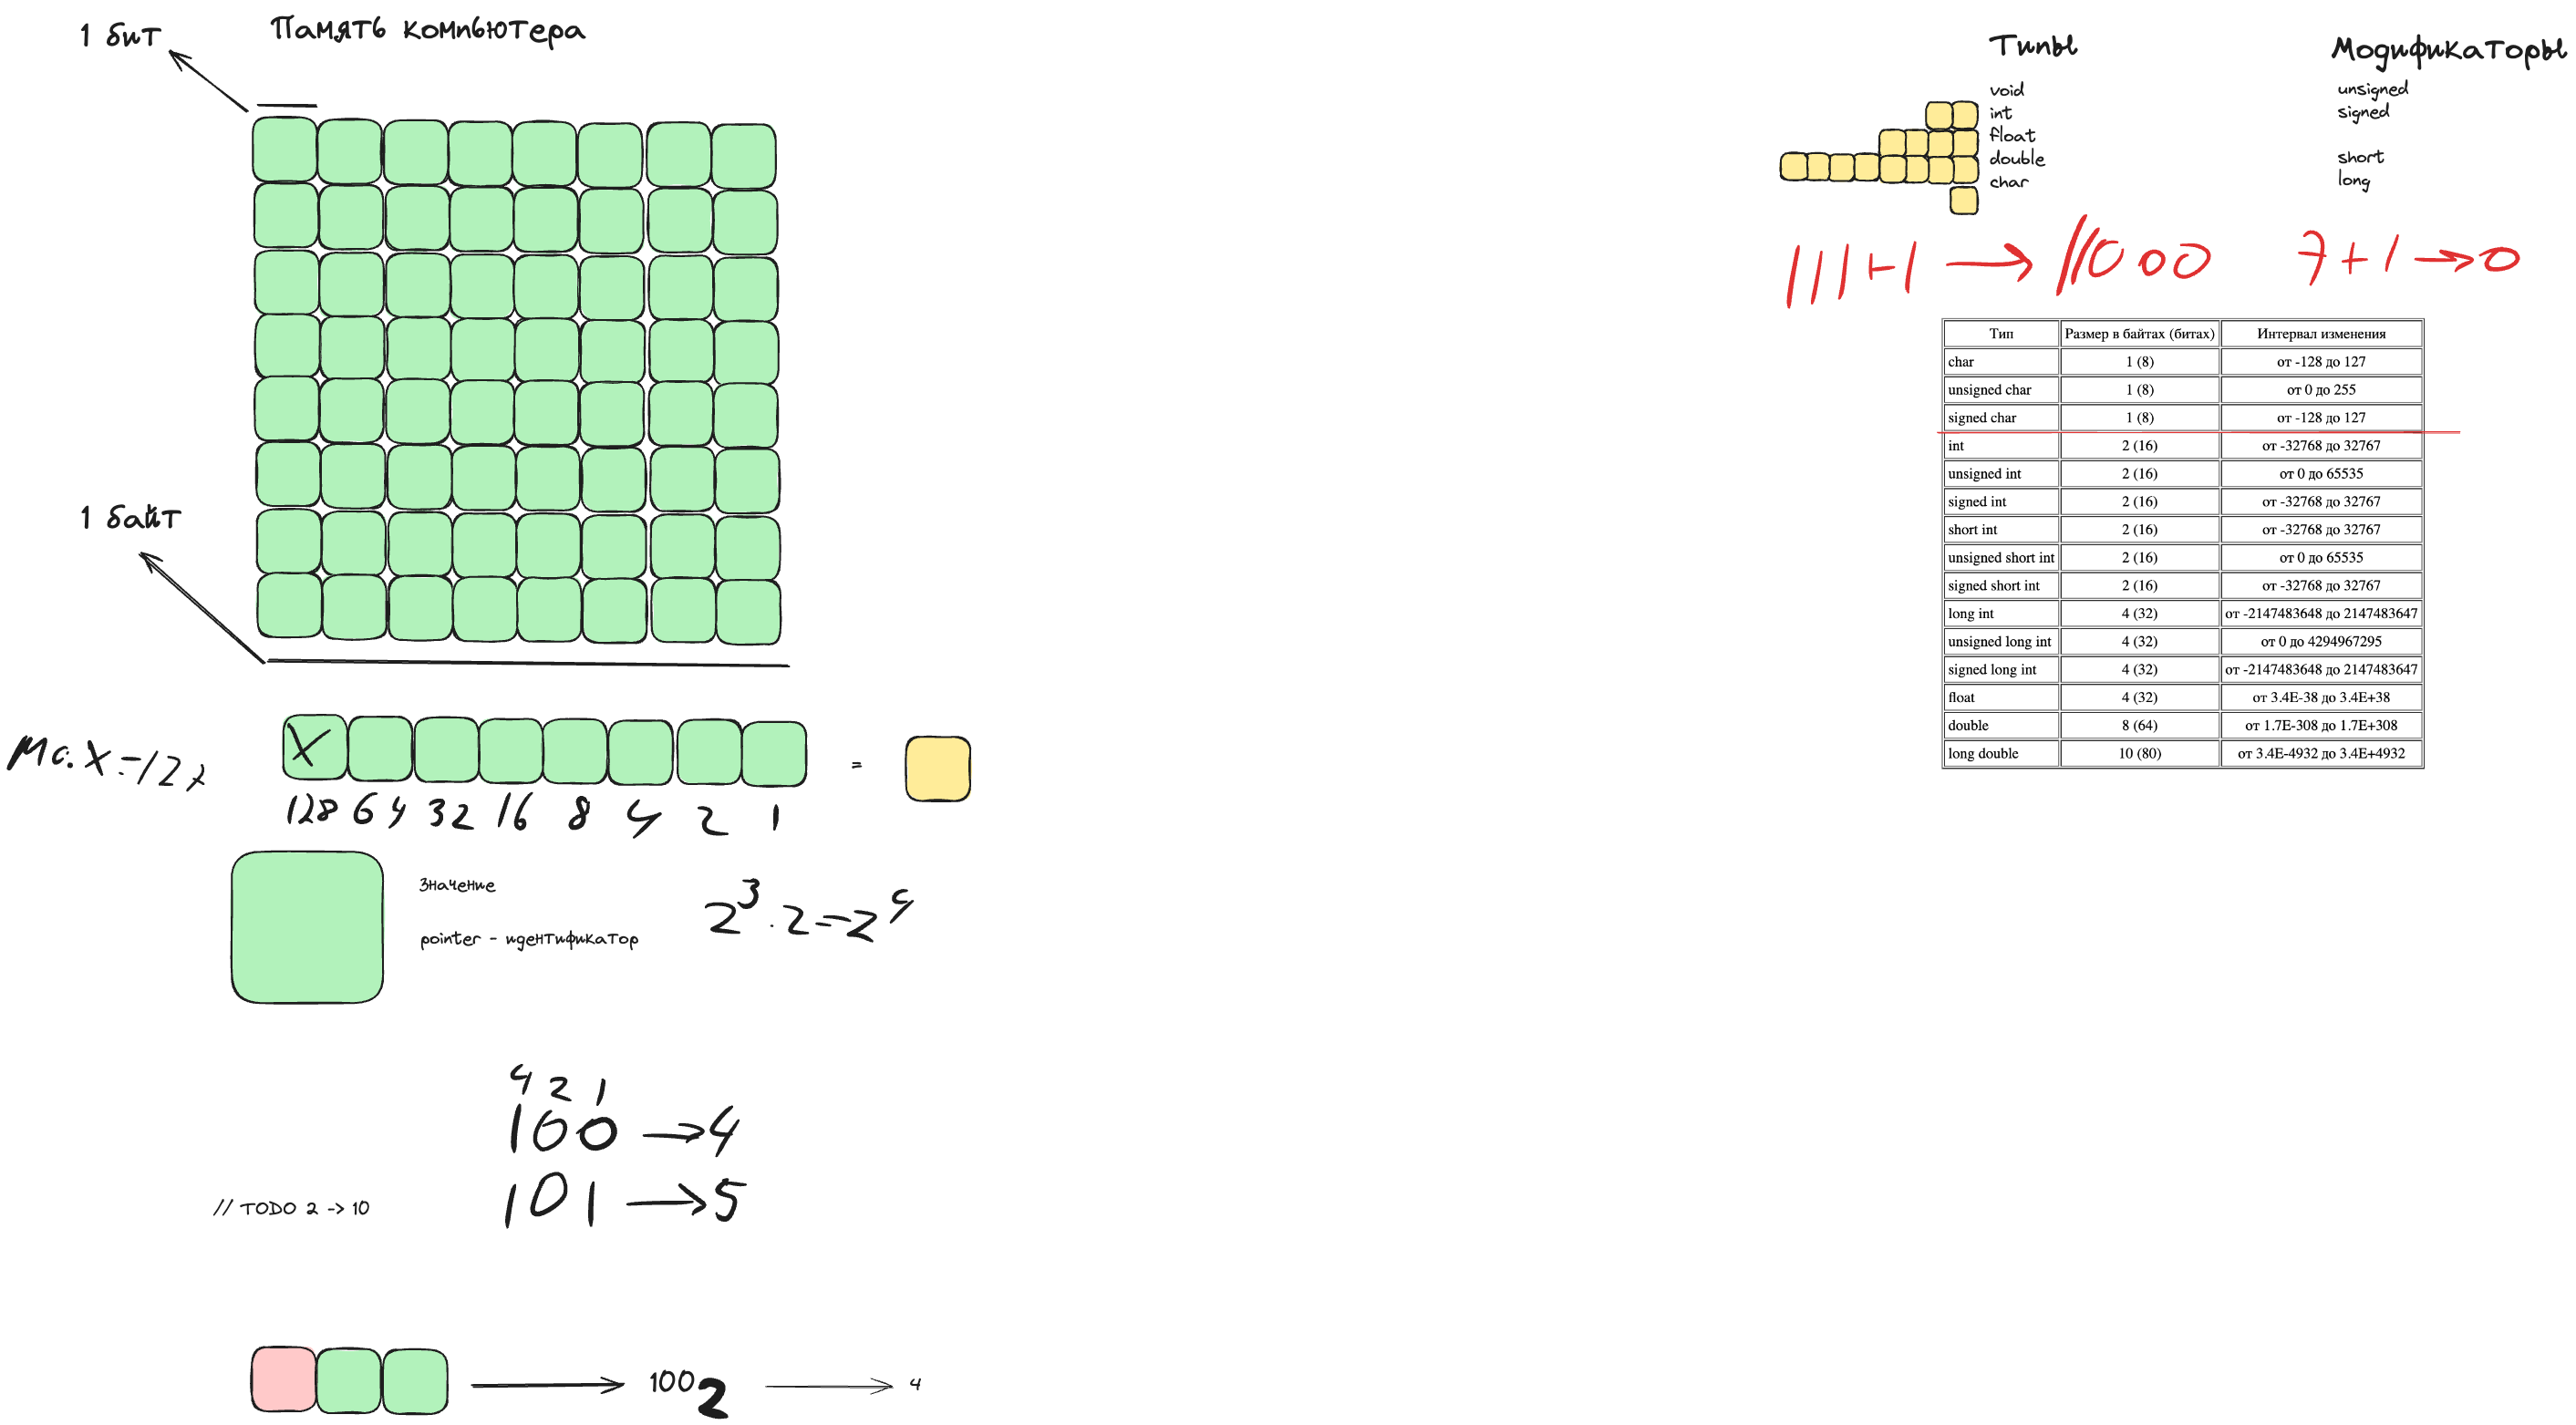 1 бит
Память компьютера
1 байт
Max=127
128 64 32 16 8 4 2 1
=
Значение
pointer - идентификатор
2³·2=2⁴
4 2 1
100 → 4
101 → 5
// TODO 2 -> 10
100₂
4
Типы
void
int
float
double
char
Модификаторы
unsigned
signed
short
long
111+1 → //000
7+1 → 0
Тип Размер в байтах (битах) Интервал изменения
char 1 (8) от -128 до 127
unsigned char 1 (8) от 0 до 255
signed char 1 (8) от -128 до 127
int 2 (16) от -32768 до 32767
unsigned int 2 (16) от 0 до 65535
signed int 2 (16) от -32768 до 32767
short int 2 (16) от -32768 до 32767
unsigned short int 2 (16) от 0 до 65535
signed short int 2 (16) от -32768 до 32767
long int 4 (32) от -2147483648 до 2147483647
unsigned long int 4 (32) от 0 до 4294967295
signed long int 4 (32) от -2147483648 до 2147483647
float 4 (32) от 3.4E-38 до 3.4E+38
double 8 (64) от 1.7E-308 до 1.7E+308
long double 10 (80) от 3.4E-4932 до 3.4E+4932